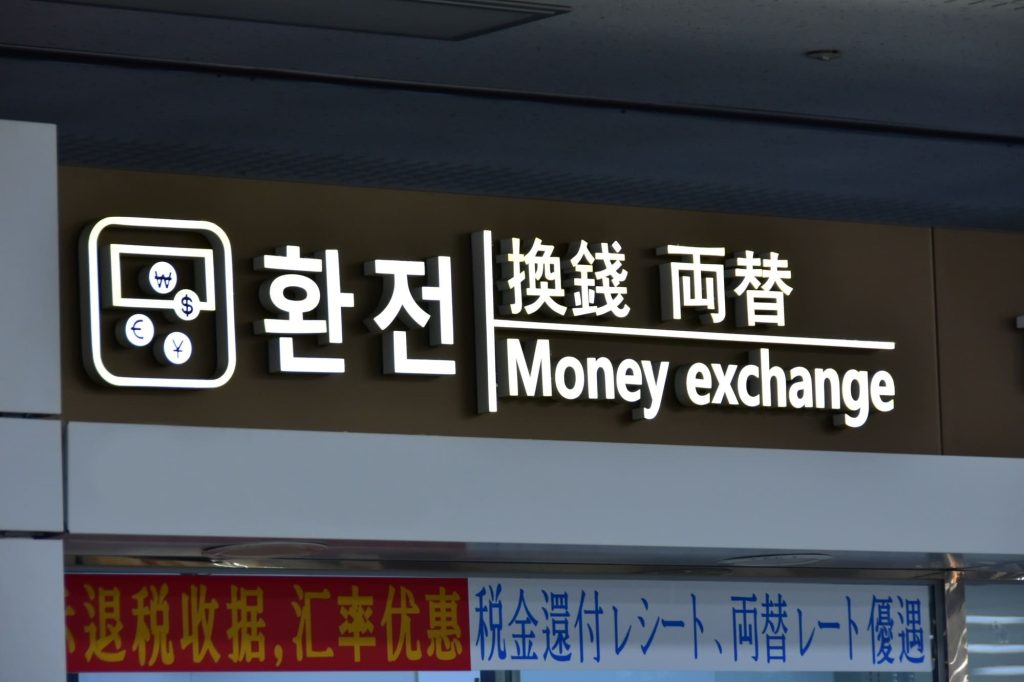 환전
換錢 両替
Money exchange
₩
$
€
¥
退税收据,汇率优惠
税金還付レシート、両替レート優遇